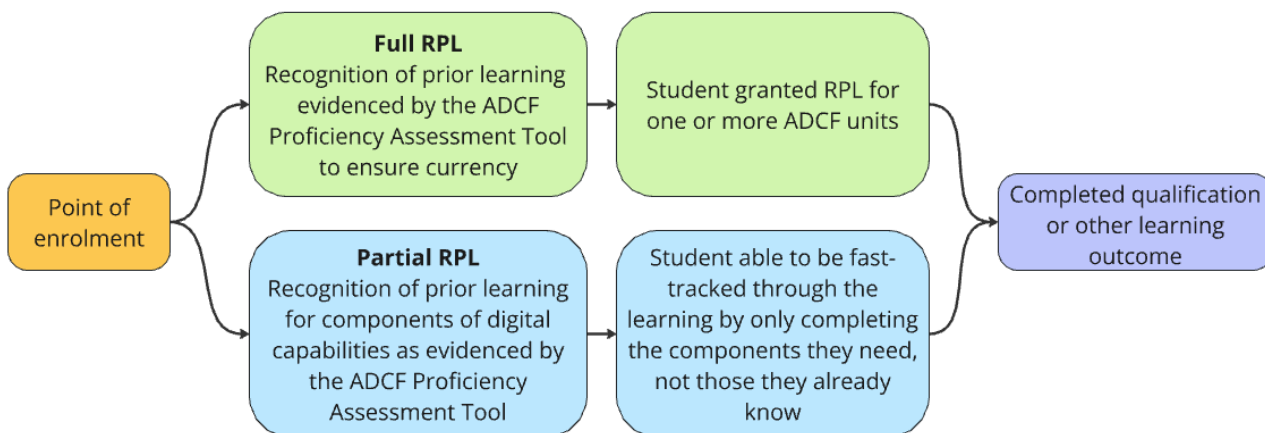 Point of
enrolment
Full RPL
Recognition of prior learning
evidenced by the ADCF
Proficiency Assessment Tool
to ensure currency
Student granted RPL for
one or more ADCF units
Partial RPL
Recognition of prior learning
for components of digital
capabilities as evidenced by
the ADCF Proficiency
Assessment Tool
Student able to be fast-
tracked through the
learning by only completing
the components they need,
not those they already
know
Completed qualification
or other learning
outcome